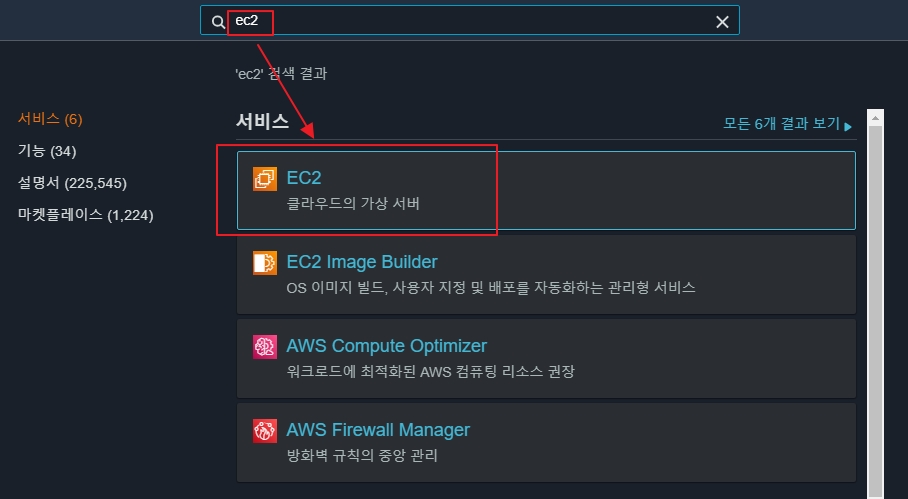 ec2
'ec2' 검색 결과
서비스 (6)
기능 (34)
설명서 (225,545)
마켓플레이스 (1,224)
서비스
모든 6개 결과 보기
EC2
클라우드의 가상 서버
EC2 Image Builder
OS 이미지 빌드, 사용자 지정 및 배포를 자동화하는 관리형 서비스
AWS Compute Optimizer
워크로드에 최적화된 AWS 컴퓨팅 리소스 권장
AWS Firewall Manager
방화벽 규칙의 중앙 관리